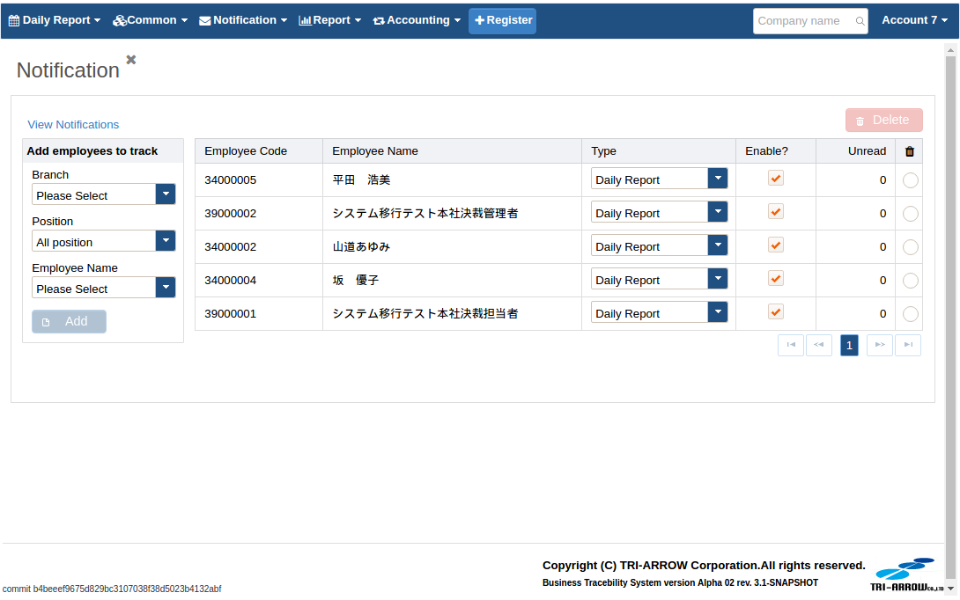 Daily Report Common Notification Report Accounting Register Company name Account 7
Notification
View Notifications Delete
Add employees to track Employee Code Employee Name Type Enable? Unread
Branch
Please Select
Position
All position
Employee Name
Please Select
Add
34000005 平田 浩美 Daily Report 0
39000002 システム移行テスト本社決裁管理者 Daily Report 0
34000002 山道あゆみ Daily Report 0
34000004 坂 優子 Daily Report 0
39000001 システム移行テスト本社決裁担当者 Daily Report 0
1
Copyright (C) TRI-ARROW Corporation.All rights reserved.
Business Tracebility System version Alpha 02 rev. 3.1-SNAPSHOT
TRI-ARROW
commit b4beeef9675d829bc3107038f38d5023b4132abf